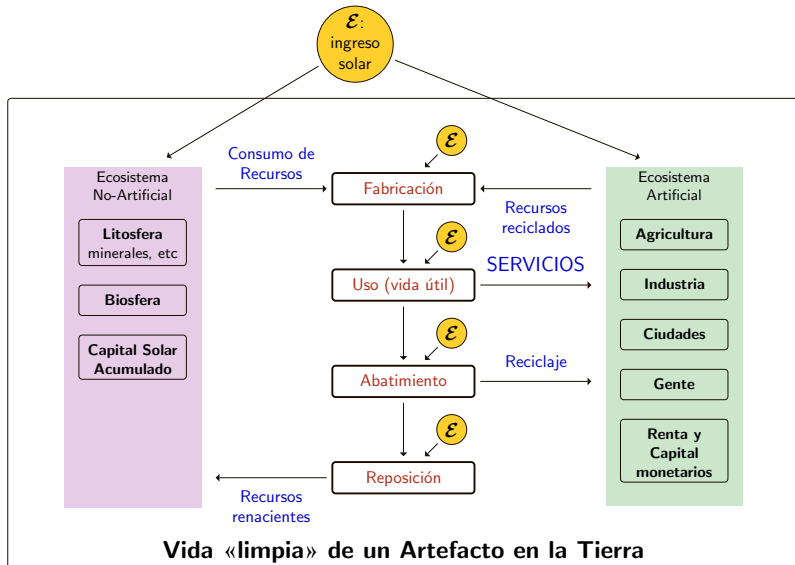 ℰ:
ingreso
solar
Consumo de
Recursos
ℰ
Fabricación
Recursos
reciclados
Ecosistema
No-Artificial
Litosfera
minerales, etc
Biosfera
Capital Solar
Acumulado
ℰ
Uso (vida útil)
SERVICIOS
ℰ
Abatimiento
Reciclaje
ℰ
Reposición
Recursos
renacientes
Ecosistema
Artificial
Agricultura
Industria
Ciudades
Gente
Renta y
Capital
monetarios
Vida «limpia» de un Artefacto en la Tierra